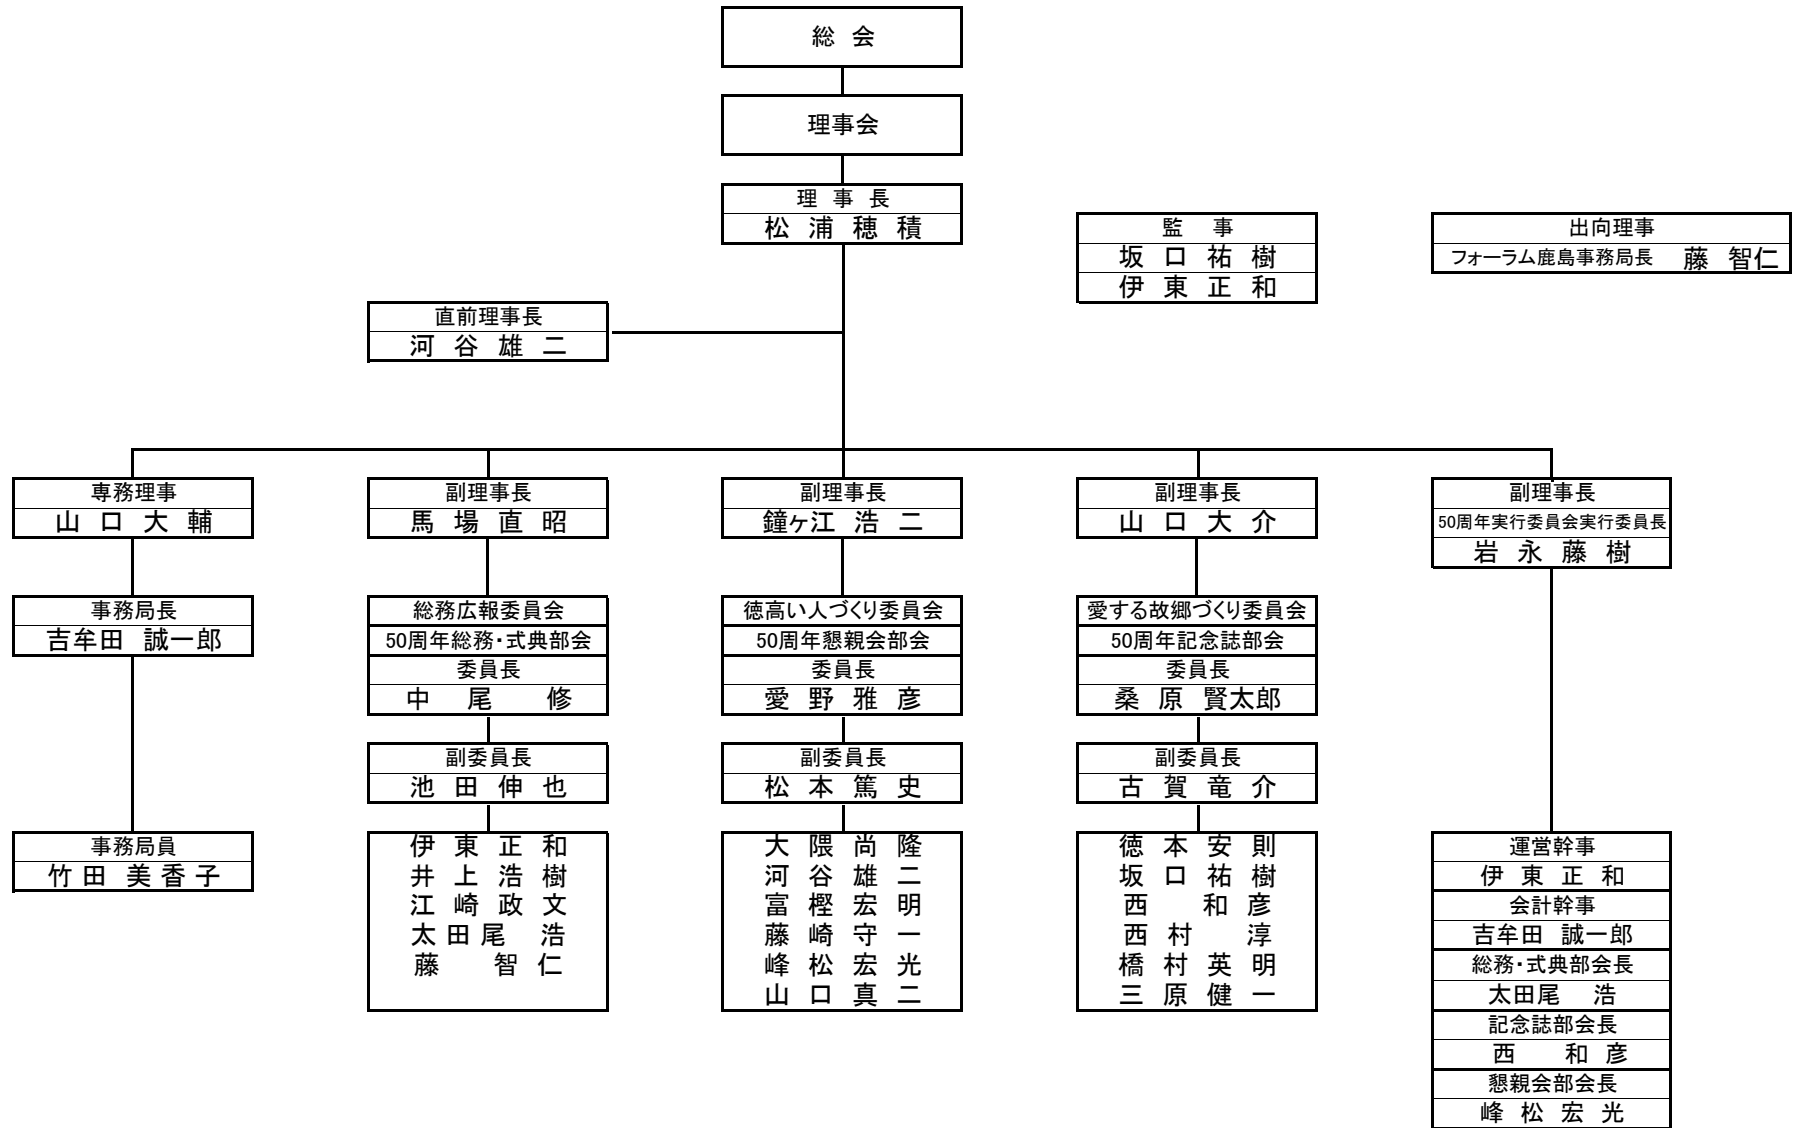 総 会
理事会
理 事 長
松 浦 穂 積
監 事
坂 口 祐 樹
伊 東 正 和
出向理事
フォーラム鹿島事務局長 藤 智仁
直前理事長
河 谷 雄 二
専務理事
山 口 大 輔
事務局長
吉牟田 誠一郎
事務局員
竹 田 美 香 子
副理事長
馬 場 直 昭
総務広報委員会
50周年総務・式典部会
委員長
中 尾 修
副委員長
池 田 伸 也
伊 東 正 和
井 上 浩 樹
江 崎 政 文
太 田 尾 浩
藤 智 仁
副理事長
鐘ヶ江 浩 二
徳高い人づくり委員会
50周年懇親会部会
委員長
愛 野 雅 彦
副委員長
松 本 篤 史
大 隈 尚 隆
河 谷 雄 二
富 樫 宏 明
藤 崎 守 一
峰 松 宏 光
山 口 真 二
副理事長
山 口 大 介
愛する故郷づくり委員会
50周年記念誌部会
委員長
桑 原 賢太郎
副委員長
古 賀 竜 介
徳 本 安 則
坂 口 祐 樹
西 和 彦
西 村 淳
橋 村 英 明
三 原 健 一
副理事長
50周年実行委員会実行委員長
岩 永 藤 樹
運営幹事
伊 東 正 和
会計幹事
吉牟田 誠一郎
総務・式典部会長
太田尾 浩
記念誌部会長
西 和 彦
懇親会部会長
峰 松 宏 光